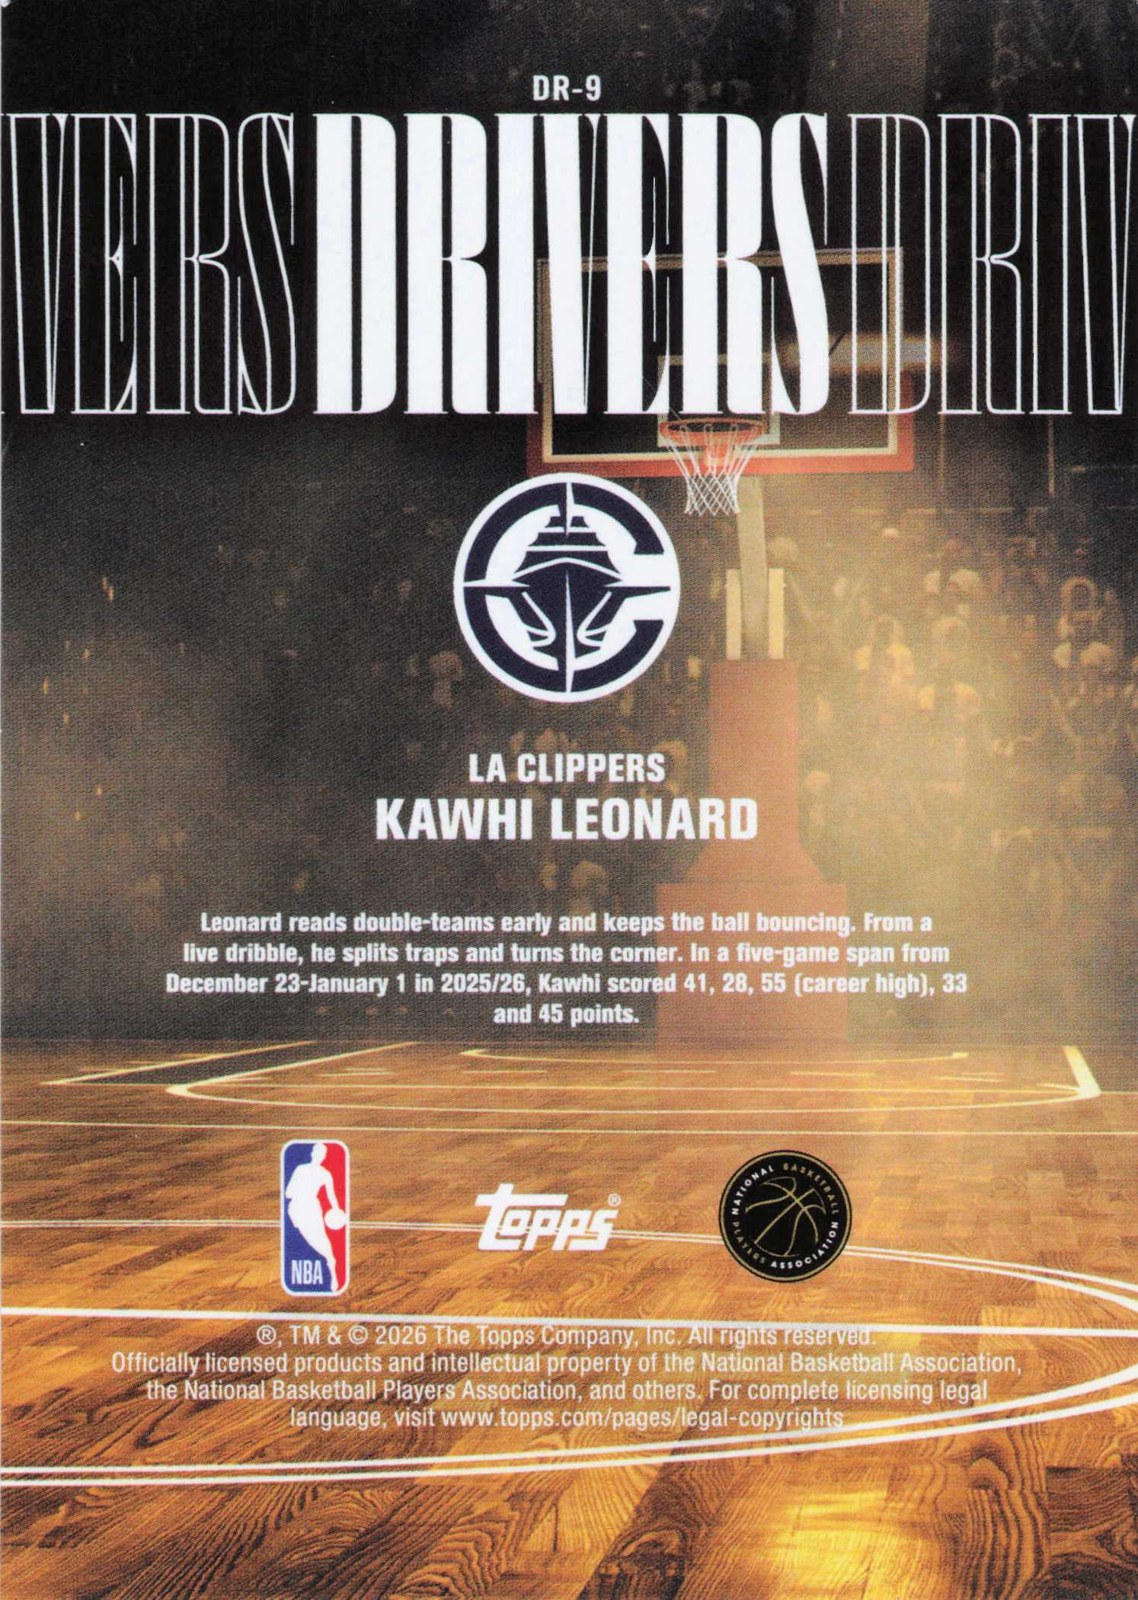 DR-9
VERS DRIVERS DRIV
LA CLIPPERS
KAWHI LEONARD
Leonard reads double-teams early and keeps the ball bouncing. From a
live dribble, he splits traps and turns the corner. In a five-game span from
December 23-January 1 in 2025/26, Kawhi scored 41, 28, 55 (career high), 33
and 45 points.
NBA
topps®
NATIONAL BASKETBALL PLAYERS ASSOCIATION
®, TM & © 2026 The Topps Company, Inc. All rights reserved.
Officially licensed products and intellectual property of the National Basketball Association,
the National Basketball Players Association, and others. For complete licensing legal
language, visit www.topps.com/pages/legal-copyrights